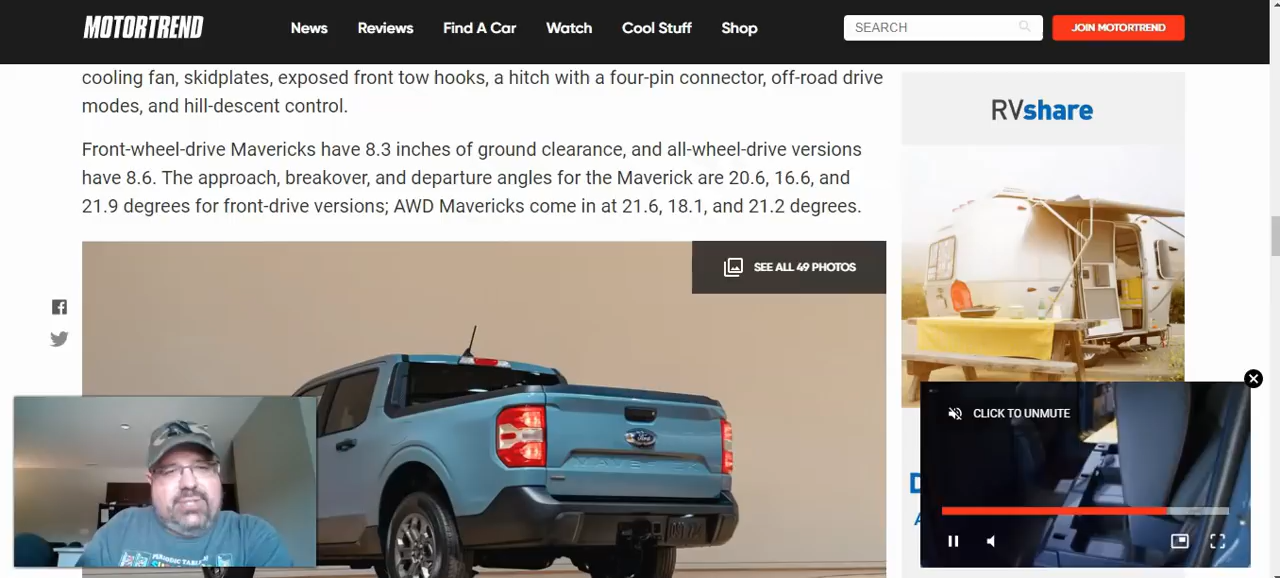 MOTORTREND
News
Reviews
Find A Car
Watch
Cool Stuff
Shop
SEARCH
JOIN MOTORTREND
cooling fan, skidplates, exposed front tow hooks, a hitch with a four-pin connector, off-road drive
modes, and hill-descent control.
Front-wheel-drive Mavericks have 8.3 inches of ground clearance, and all-wheel-drive versions
have 8.6. The approach, breakover, and departure angles for the Maverick are 20.6, 16.6, and
21.9 degrees for front-drive versions; AWD Mavericks come in at 21.6, 18.1, and 21.2 degrees.
SEE ALL 49 PHOTOS
RVshare
CLICK TO UNMUTE
Ford
MAVERICK
PERIODIC TABLE